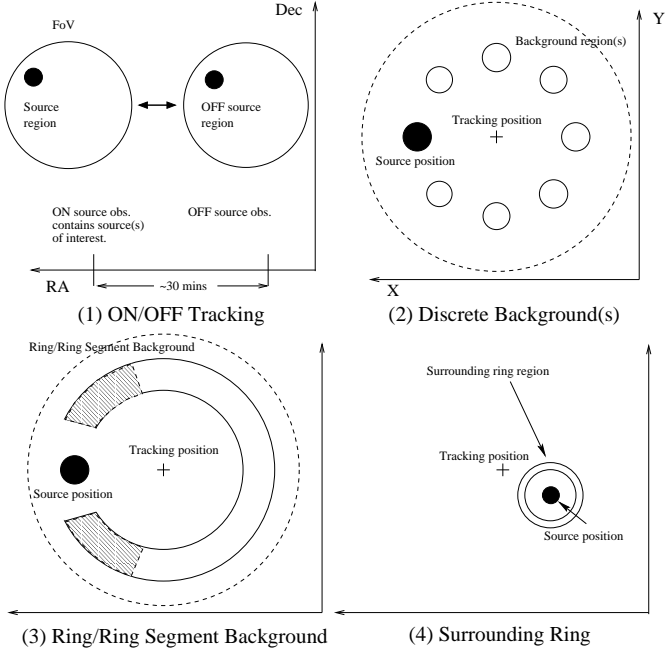 FoV
Dec
Source
region
OFF source
region
ON source obs.
contains source(s)
of interest.
OFF source obs.
RA
~30 mins
(1) ON/OFF Tracking
Y
Background region(s)
Tracking position
Source position
X
(2) Discrete Background(s)
Ring/Ring Segment Background
Tracking position
Source position
(3) Ring/Ring Segment Background
Surrounding ring region
Tracking position
Source position
(4) Surrounding Ring